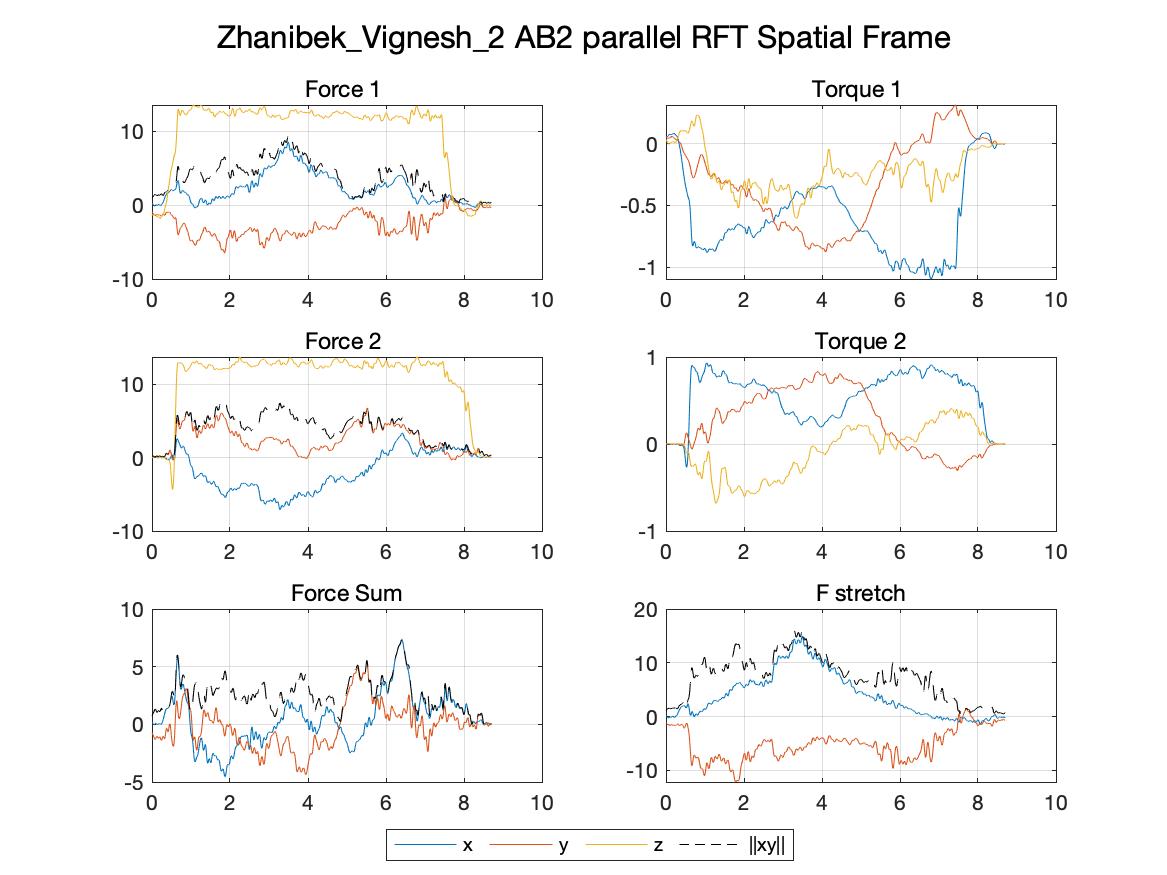 Zhanibek_Vignesh_2 AB2 parallel RFT Spatial Frame
Force 1
10
0
-10
0 2 4 6 8 10
Torque 1
0
-0.5
-1
0 2 4 6 8 10
Force 2
10
0
-10
0 2 4 6 8 10
Torque 2
1
0
-1
0 2 4 6 8 10
Force Sum
10
5
0
-5
0 2 4 6 8 10
F stretch
20
10
0
-10
0 2 4 6 8 10
x y z ||xy||